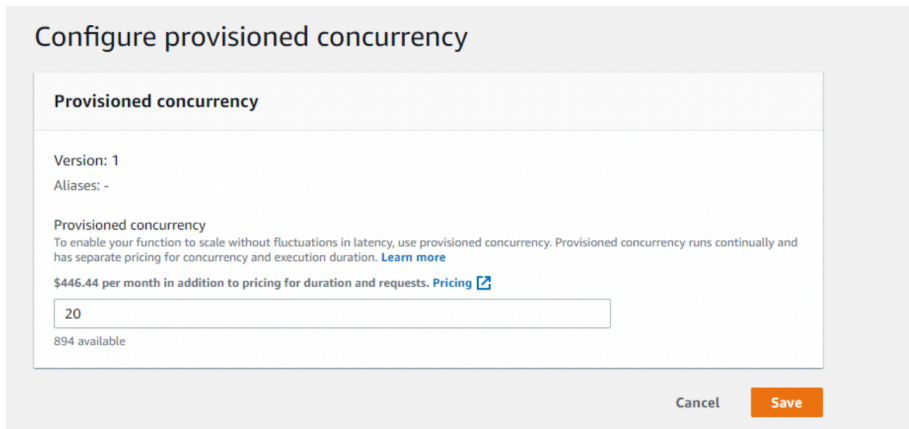 Configure provisioned concurrency
Provisioned concurrency
Version: 1
Aliases: -
Provisioned concurrency
To enable your function to scale without fluctuations in latency, use provisioned concurrency. Provisioned concurrency runs continually and
has separate pricing for concurrency and execution duration. Learn more
$446.44 per month in addition to pricing for duration and requests. Pricing
20
894 available
Cancel Save